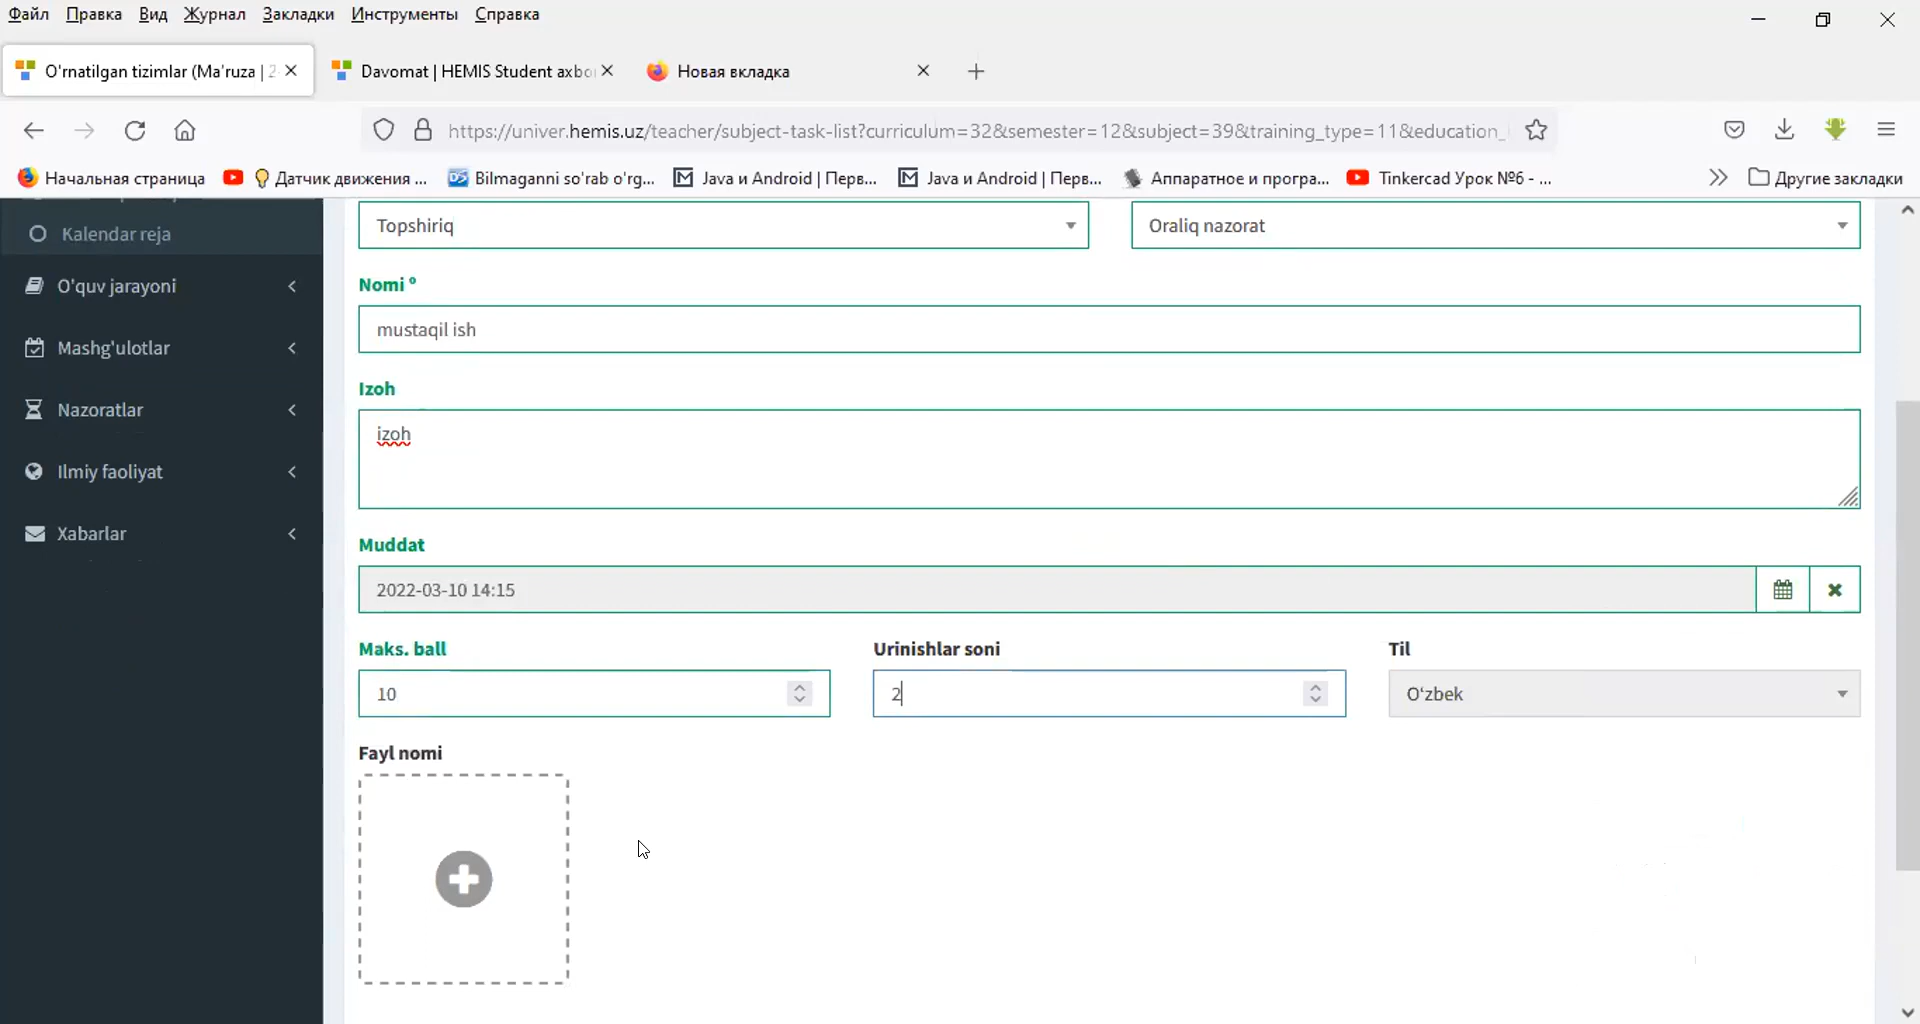 Файл Правка Вид Журнал Закладки Инструменты Справка
O'rnatilgan tizimlar (Ma'ruza | 2 Davomat | HEMIS Student axbo Новая вкладка
https://univer.hemis.uz/teacher/subject-task-list?curriculum=32&semester=12&subject=39&training_type=11&education_
Начальная страница Датчик движения ... Bilmaganni so'rab o'rg... Java и Android | Перв... Java и Android | Перв... Аппаратное и програ... Tinkercad Урок №6 - ... Другие закладки
Kalendar reja
O'quv jarayoni
Mashg'ulotlar
Nazoratlar
Ilmiy faoliyat
Xabarlar
Topshiriq Oraliq nazorat
Nomi °
mustaqil ish
Izoh
izoh
Muddat
2022-03-10 14:15
Maks. ball Urinishlar soni Til
10 2 O‘zbek
Fayl nomi